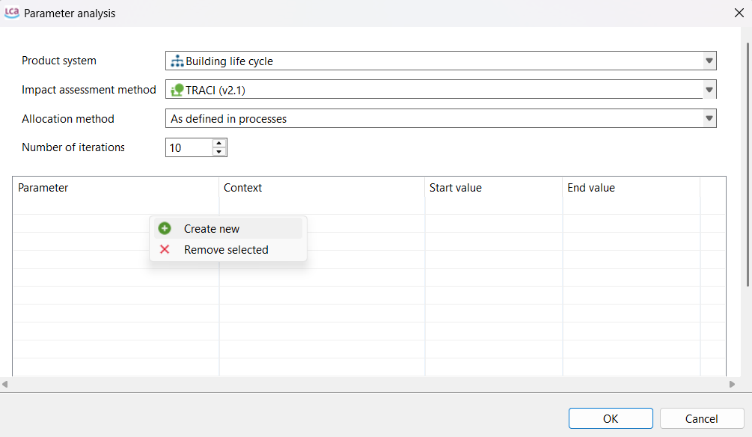 LCA Parameter analysis
Product system Building life cycle
Impact assessment method TRACI (v2.1)
Allocation method As defined in processes
Number of iterations 10
Parameter Context Start value End value
Create new
Remove selected
OK Cancel